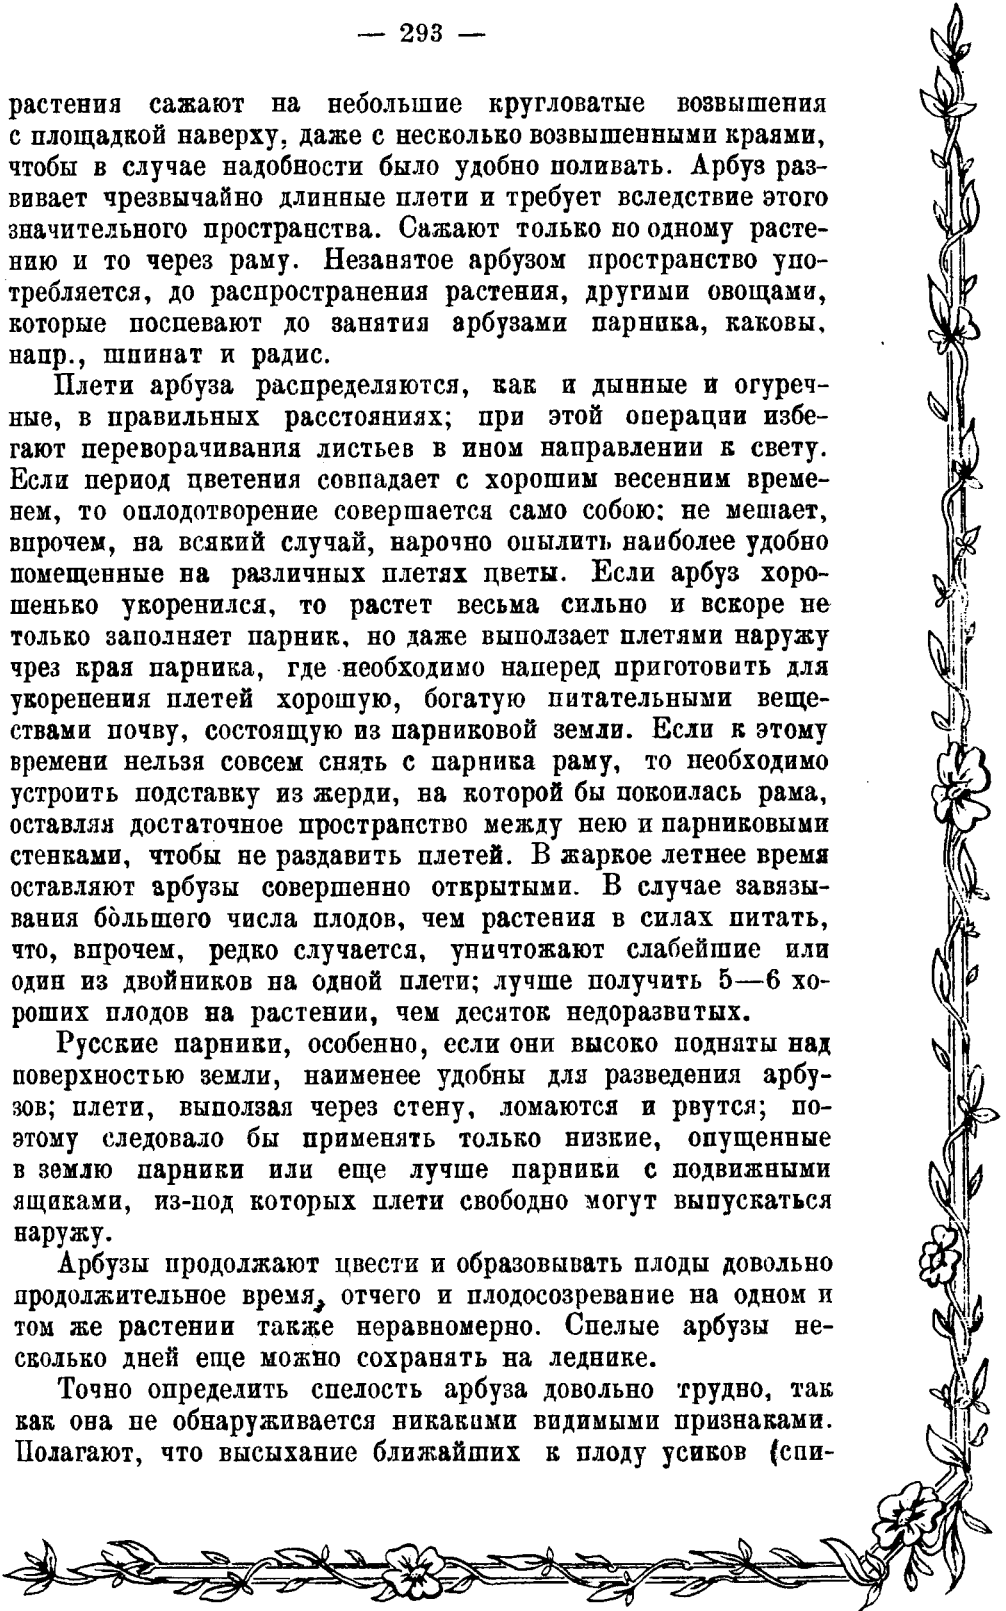 — 293 —
растения сажают на небольшие кругловатые возвышения
с площадкой наверху, даже с несколько возвышенными краями,
чтобы в случае надобности было удобно поливать. Арбуз раз-
вивает чрезвычайно длинные плети и требует вследствие этого
значительного пространства. Сажают только по одному расте-
нию и то через раму. Незанятое арбузом пространство упо-
требляется, до распространения растения, другими овощами,
которые поспевают до занятия арбузами парника, каковы,
напр., шпинат и радис.
Плети арбуза распределяются, как и дынные и огуреч-
ные, в правильных расстояниях; при этой операции избе-
гают переворачивания листьев в ином направлении к свету.
Если период цветения совпадает с хорошим весенним време-
нем, то оплодотворение совершается само собою: не мешает,
впрочем, на всякий случай, нарочно опылить наиболее удобно
помещенные на различных плетях цветы. Если арбуз хоро-
шенько укоренился, то растет весьма сильно и вскоре не
только заполняет парник, но даже выползает плетями наружу
чрез края парника, где необходимо наперед приготовить для
укоренения плетей хорошую, богатую питательными веще-
ствами почву, состоящую из парниковой земли. Если к этому
времени нельзя совсем снять с парника раму, то необходимо
устроить подставку из жерди, на которой бы покоилась рама,
оставляя достаточное пространство между нею и парниковыми
стенками, чтобы не раздавить плетей. В жаркое летнее время
оставляют арбузы совершенно открытыми. В случае завязы-
вания бо̀льшего числа плодов, чем растения в силах питать,
что, впрочем, редко случается, уничтожают слабейшие или
один из двойников на одной плети; лучше получить 5—6 хо-
роших плодов на растении, чем десяток недоразвитых.
Русские парники, особенно, если они высоко подняты над
поверхностью земли, наименее удобны для разведения арбу-
зов; плети, выползая через стену, ломаются и рвутся; по-
этому следовало бы применять только низкие, опущенные
в землю парники или еще лучше парники с подвижными
ящиками, из-под которых плети свободно могут выпускаться
наружу.
Арбузы продолжают цвести и образовывать плоды довольно
продолжительное время, отчего и плодосозревание на одном и
том же растении также неравномерно. Спелые арбузы не-
сколько дней еще можно сохранять на леднике.
Точно определить спелость арбуза довольно трудно, так
как она не обнаруживается никакими видимыми признаками.
Полагают, что высыхание ближайших к плоду усиков (спи-